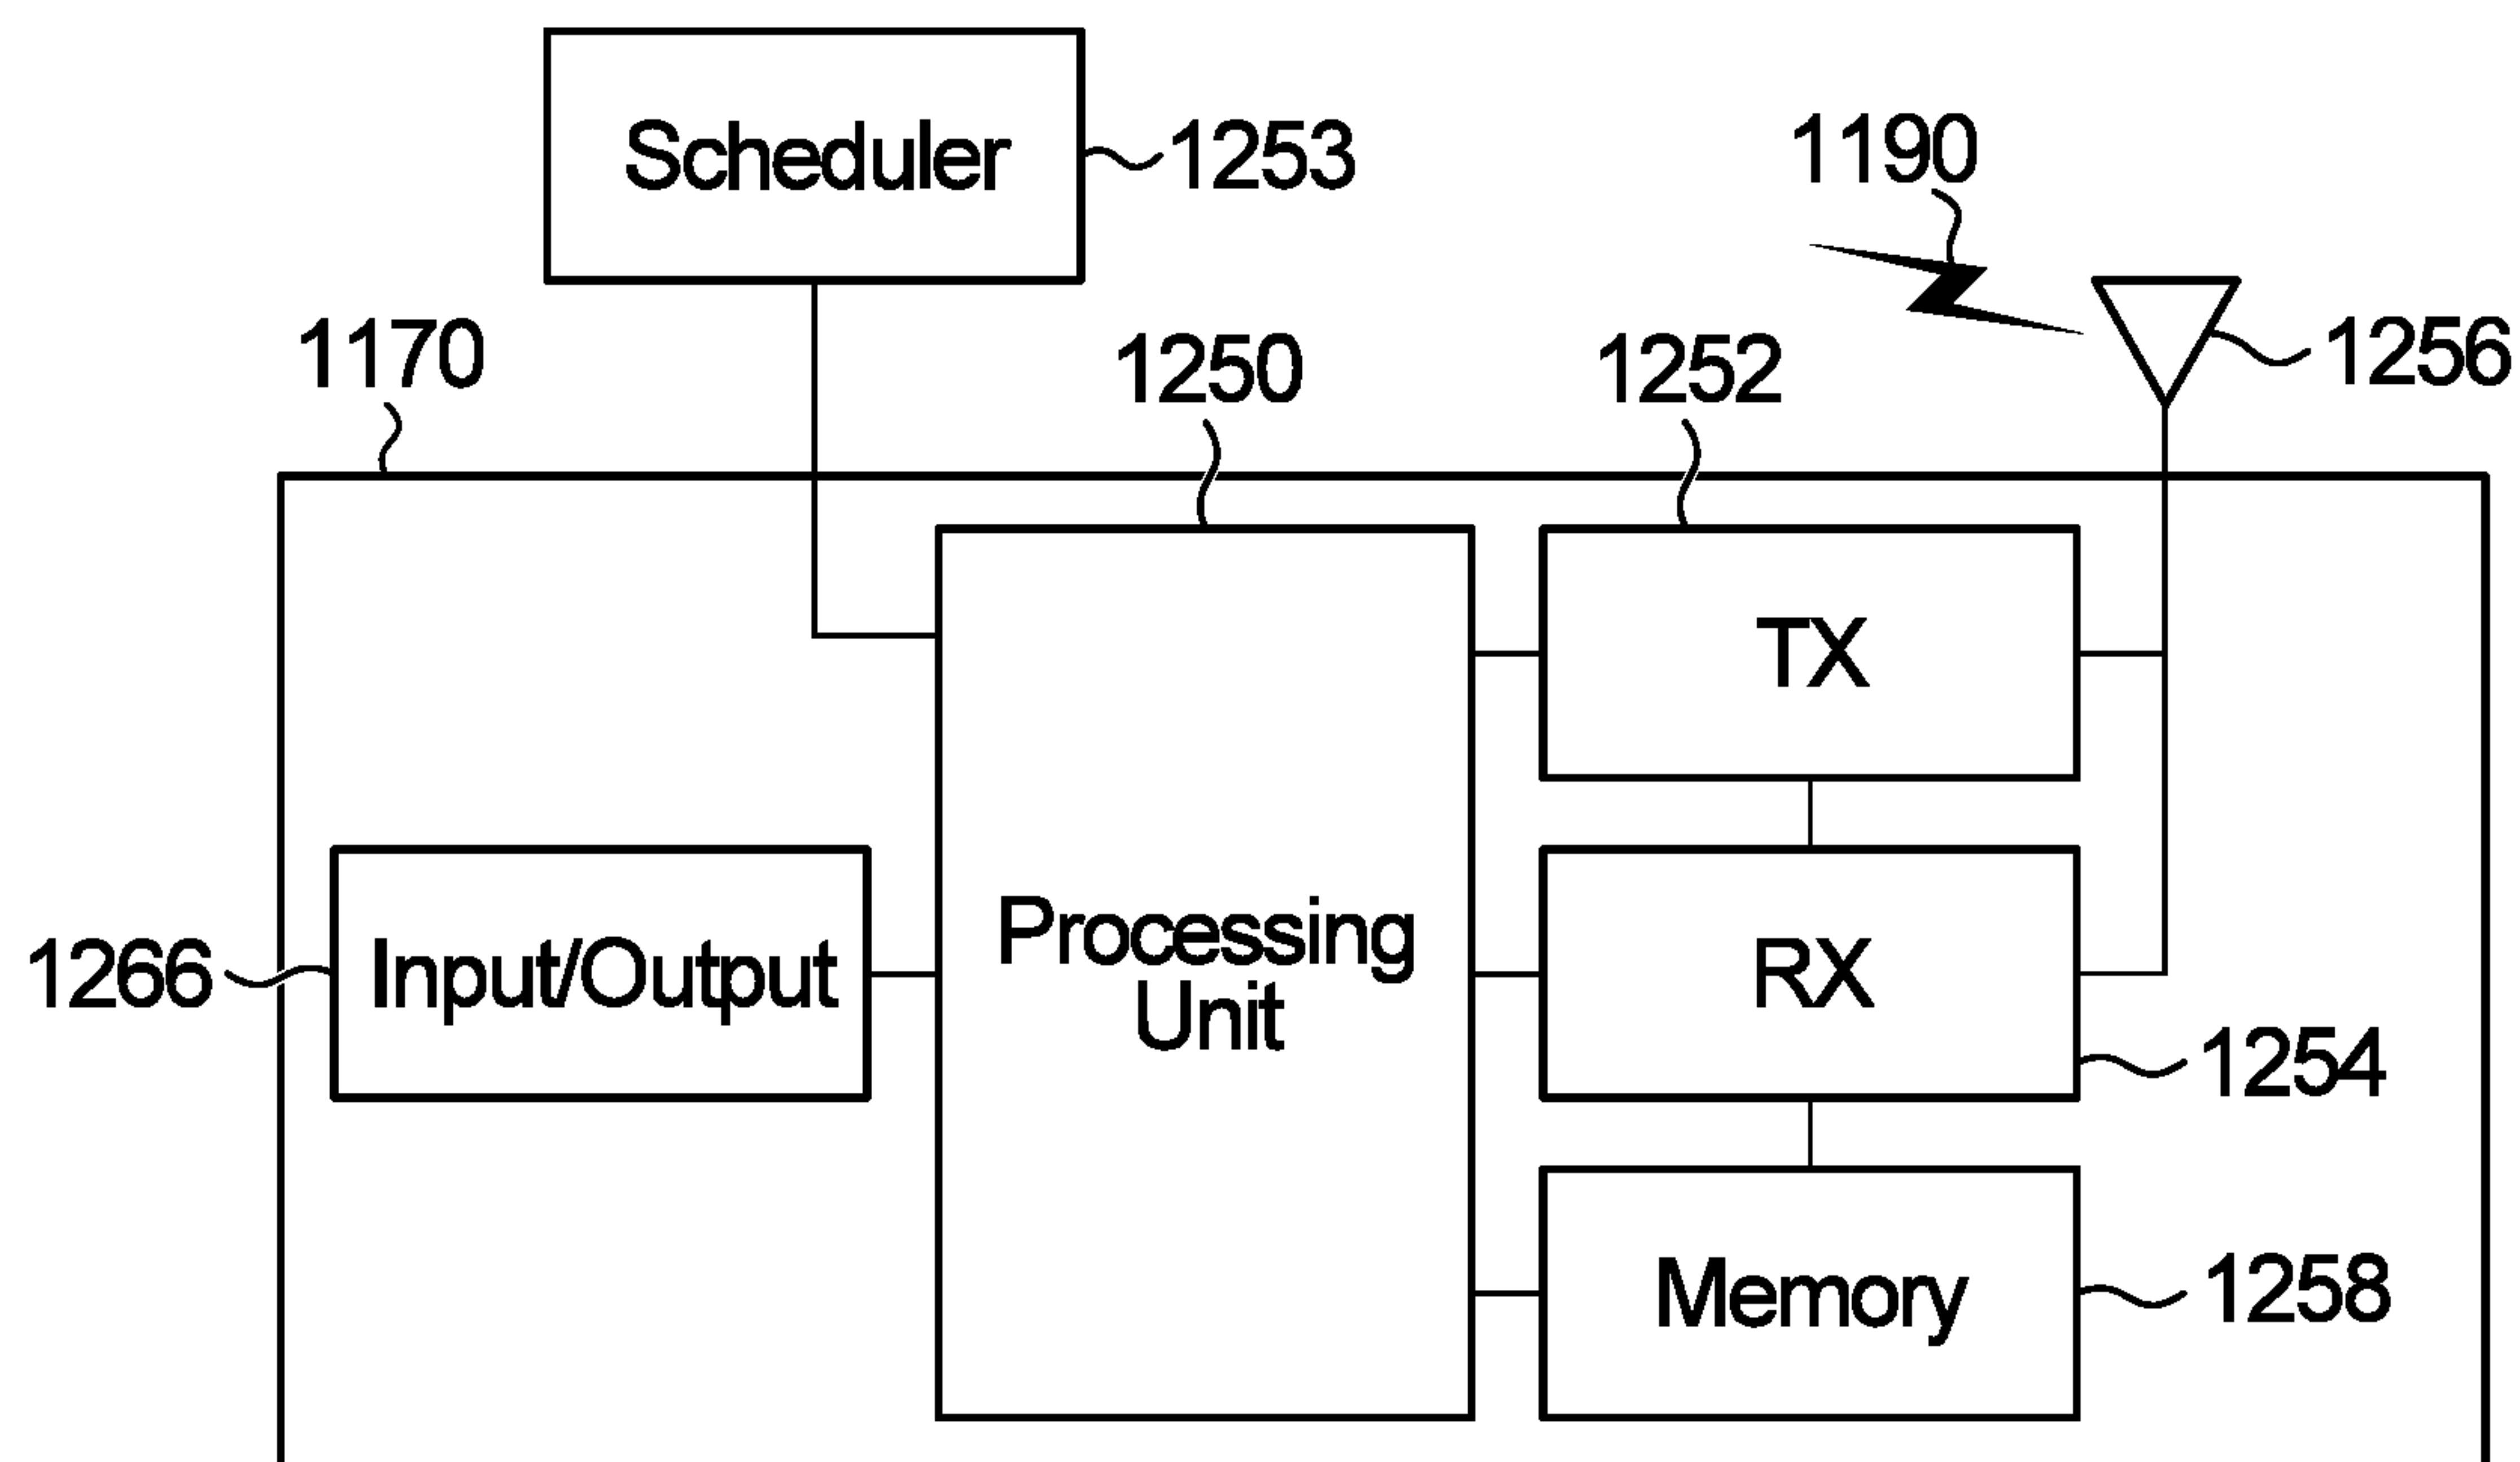 Scheduler
1253
1190
1170
1250
1252
1256
TX
Processing
Unit
1266
Input/Output
RX
1254
Memory
1258